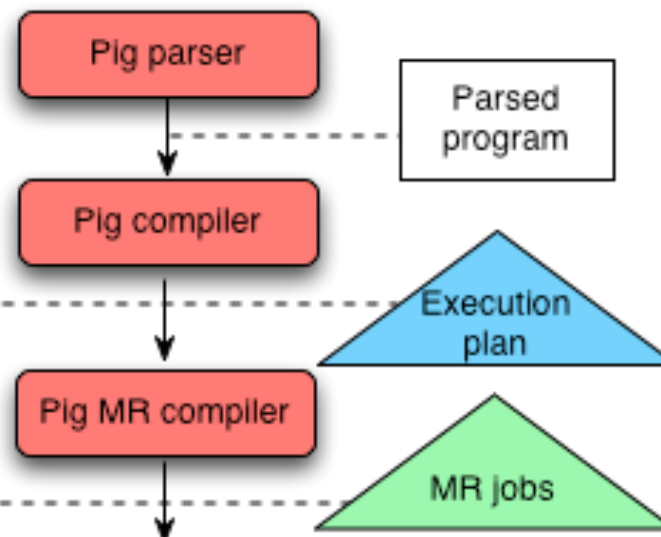 Pig parser
Parsed
program
Pig compiler
Execution
plan
Pig MR compiler
MR jobs